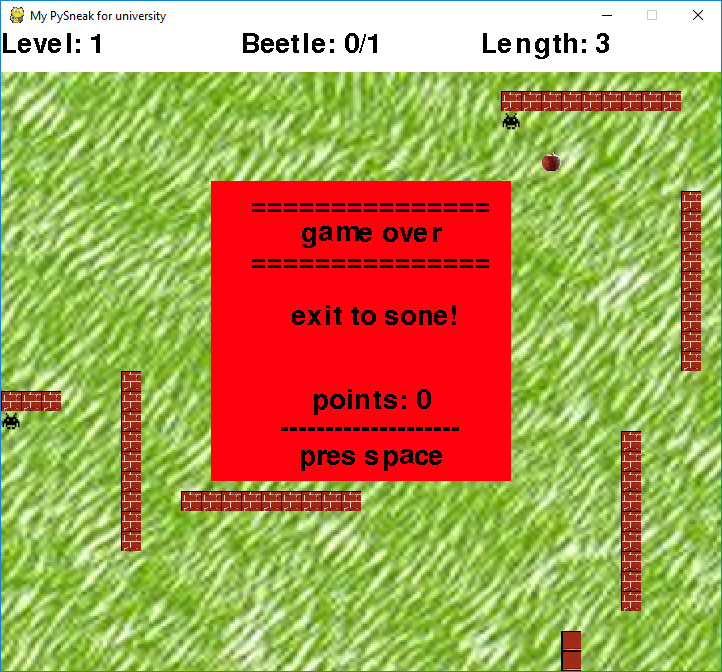 My PySneak for university
Level: 1 Beetle: 0/1 Length: 3
===============
game over
===============
exit to sone!
points: 0
-------------------
pres space